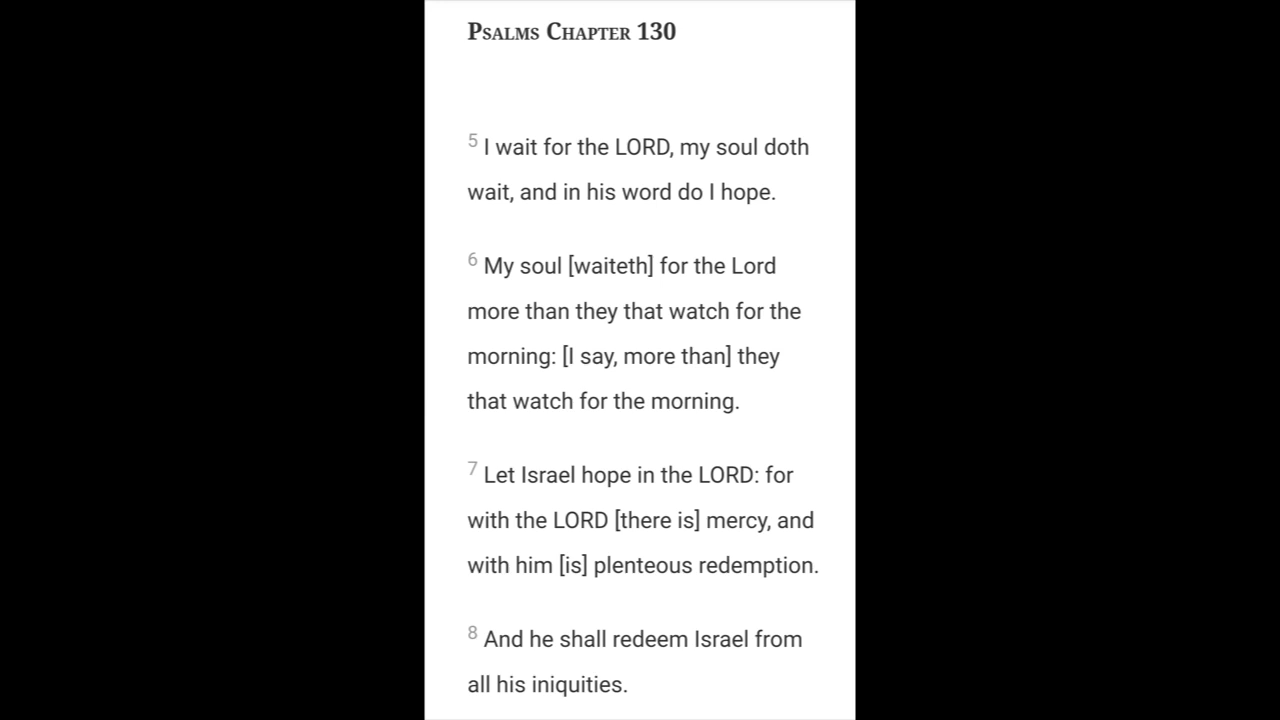 Psalms Chapter 130
5 I wait for the LORD, my soul doth
wait, and in his word do I hope.
6 My soul [waiteth] for the Lord
more than they that watch for the
morning: [I say, more than] they
that watch for the morning.
7 Let Israel hope in the LORD: for
with the LORD [there is] mercy, and
with him [is] plenteous redemption.
8 And he shall redeem Israel from
all his iniquities.